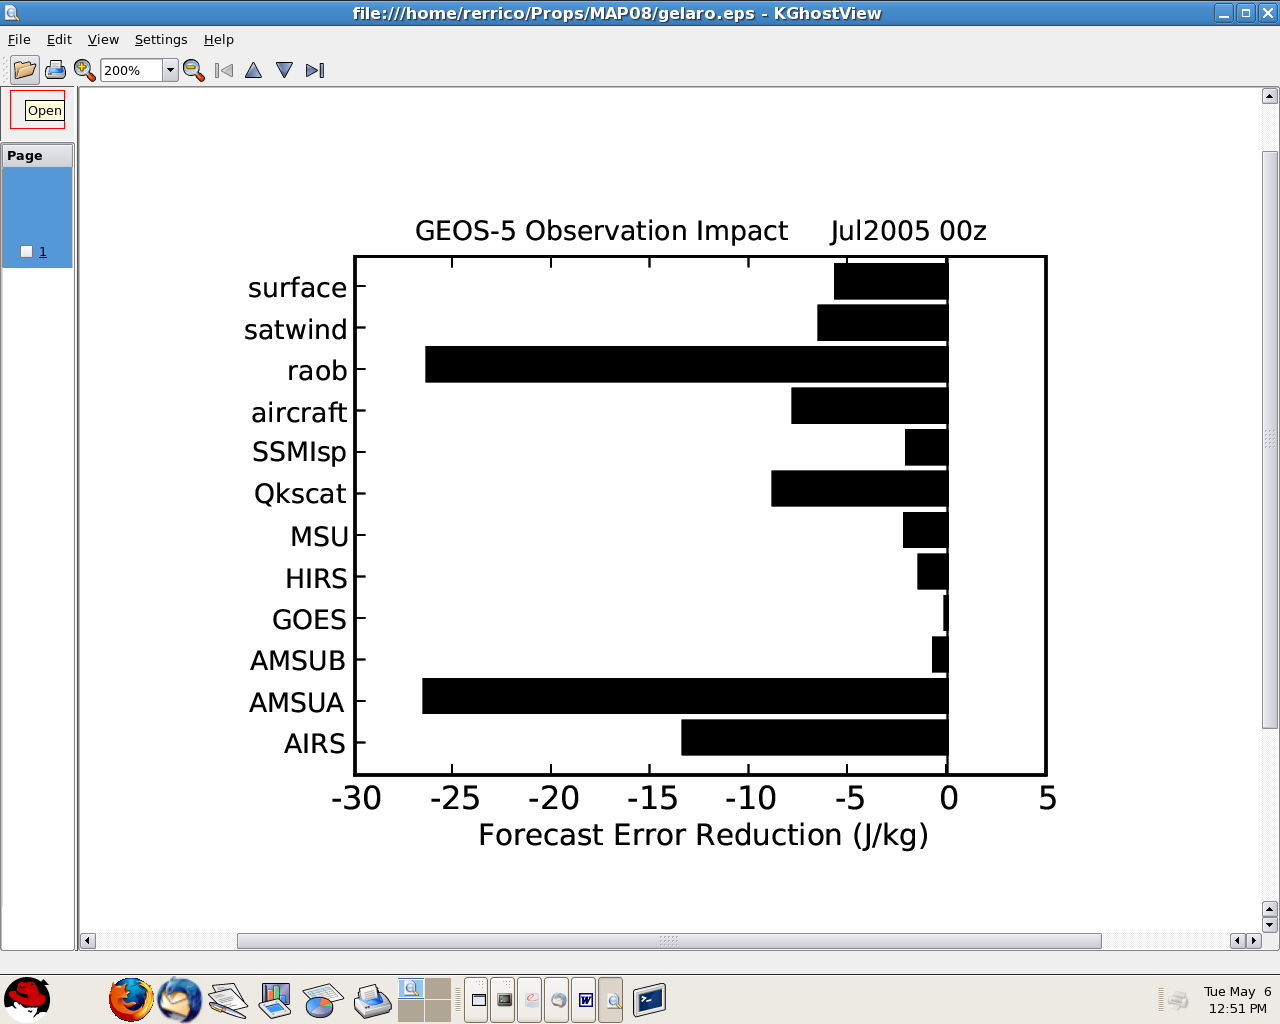 file:///home/rerrico/Props/MAP08/gelaro.eps - KGhostView
File Edit View Settings Help
200%
Open
Page
1
GEOS-5 Observation Impact Jul2005 00z
surface
satwind
raob
aircraft
SSMIsp
Qkscat
MSU
HIRS
GOES
AMSUB
AMSUA
AIRS
-30 -25 -20 -15 -10 -5 0 5
Forecast Error Reduction (J/kg)
Tue May 6
12:51 PM